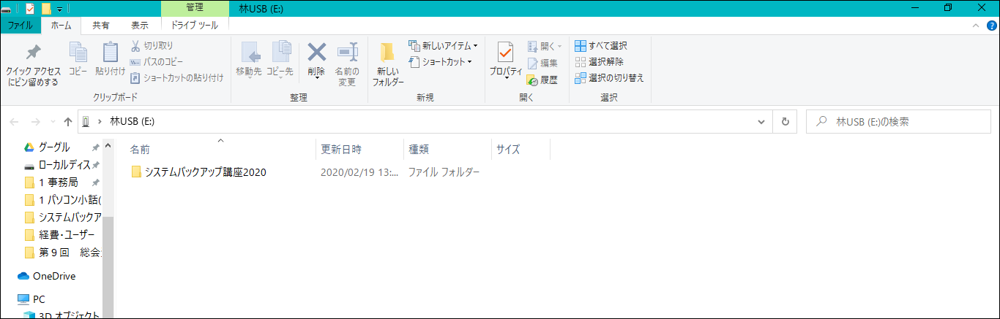 管理
林USB (E:)
ファイル
ホーム
共有
表示
ドライブ ツール
クイック アクセス
にピン留めする
コピー
貼り付け
切り取り
パスのコピー
ショートカットの貼り付け
クリップボード
移動先
コピー先
削除
名前の
変更
整理
新しい
フォルダー
新しいアイテム
ショートカット
新規
プロパティ
開く
編集
履歴
開く
すべて選択
選択解除
選択の切り替え
選択
林USB (E:)
林USB (E:)の検索
グーグル
ローカルディス
1 事務局
1 パソコン小話(
システムバックア
経費・ユーザー
第９回　総会
OneDrive
PC
3D オブジェクト
名前
更新日時
種類
サイズ
システムバックアップ講座2020
2020/02/19 13:...
ファイル フォルダー